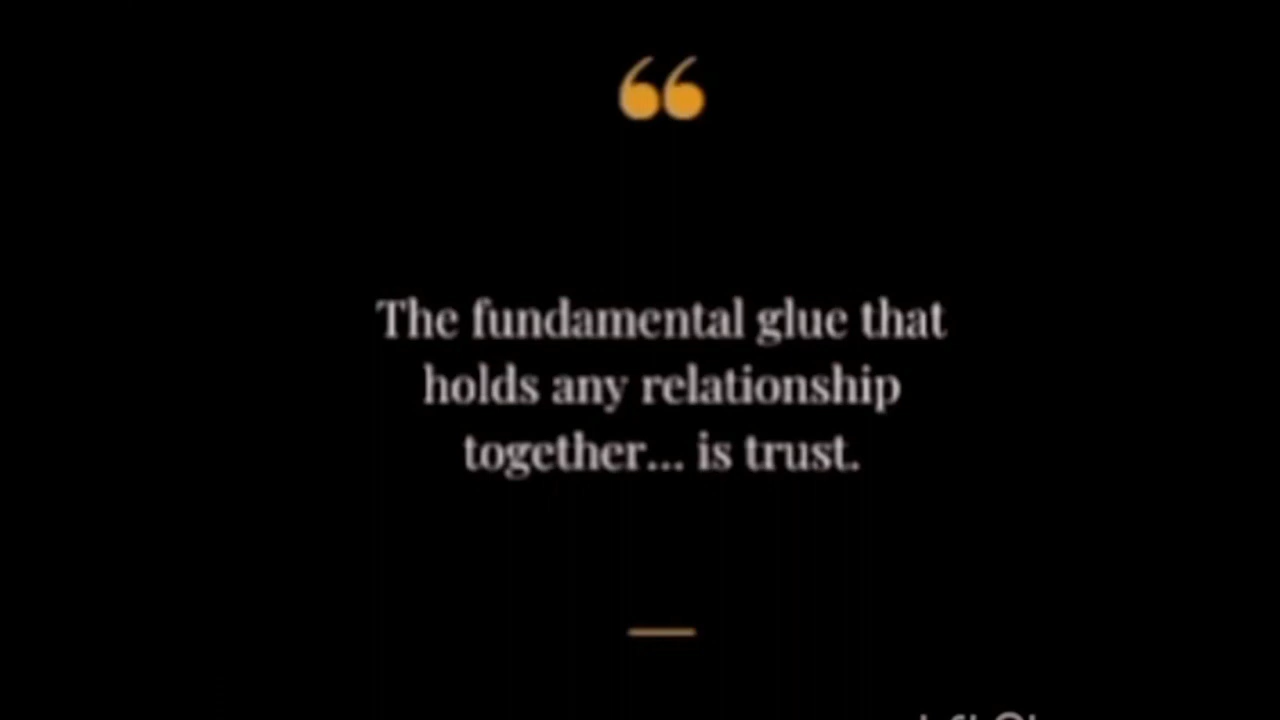 “
The fundamental glue that
holds any relationship
together... is trust.